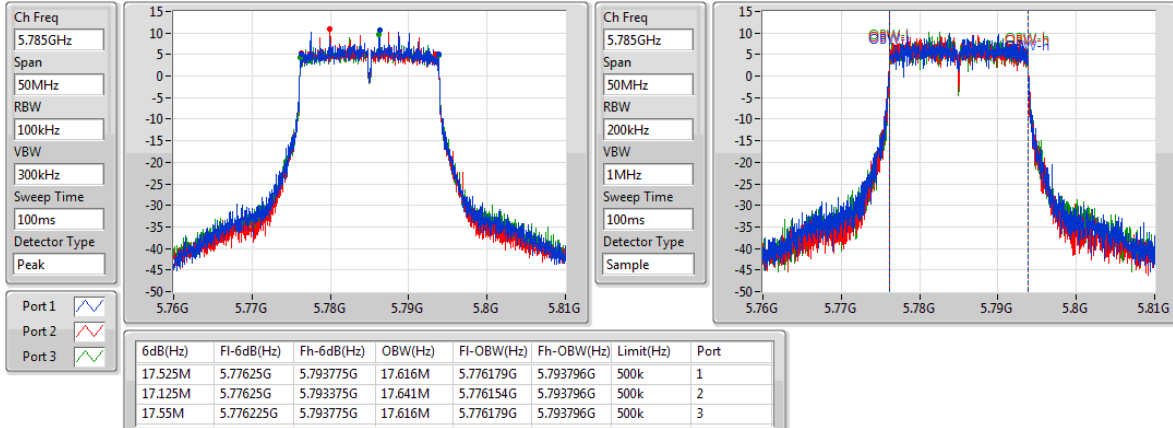 Ch Freq
5.785GHz
Span
50MHz
RBW
100kHz
VBW
300kHz
Sweep Time
100ms
Detector Type
Peak
Port 1
Port 2
Port 3
15
10
5
0
-5
-10
-15
-20
-25
-30
-35
-40
-45
-50
5.76G 5.77G 5.78G 5.79G 5.8G 5.81G
Ch Freq
5.785GHz
Span
50MHz
RBW
200kHz
VBW
1MHz
Sweep Time
100ms
Detector Type
Sample
15
10
5
0
-5
-10
-15
-20
-25
-30
-35
-40
-45
-50
OBW-l OBW-h
5.76G 5.77G 5.78G 5.79G 5.8G 5.81G
6dB(Hz) Fl-6dB(Hz) Fh-6dB(Hz) OBW(Hz) Fl-OBW(Hz) Fh-OBW(Hz) Limit(Hz) Port
17.525M 5.77625G 5.793775G 17.616M 5.776179G 5.793796G 500k 1
17.125M 5.77625G 5.793375G 17.641M 5.776154G 5.793796G 500k 2
17.55M 5.776225G 5.793775G 17.616M 5.776179G 5.793796G 500k 3